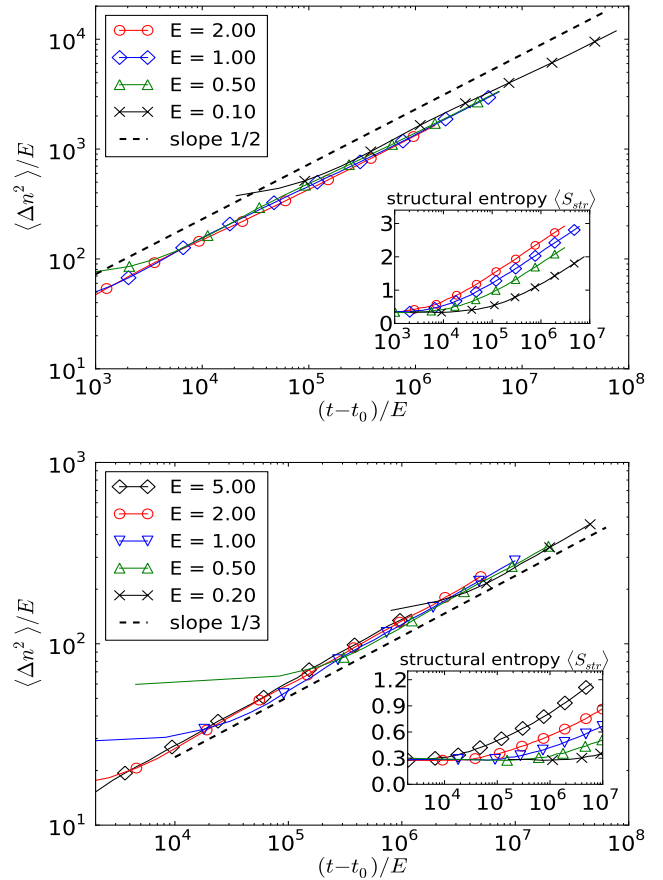 10^4
10^3
10^2
10^1
⟨Δn^2⟩/E
E = 2.00
E = 1.00
E = 0.50
E = 0.10
slope 1/2
structural entropy ⟨S_str⟩
3
2
1
0
10^3 10^4 10^5 10^6 10^7
10^3 10^4 10^5 10^6 10^7 10^8
(t−t_0)/E
10^3
10^2
10^1
⟨Δn^2⟩/E
E = 5.00
E = 2.00
E = 1.00
E = 0.50
E = 0.20
slope 1/3
structural entropy ⟨S_str⟩
1.2
0.9
0.6
0.3
0.0
10^4 10^5 10^6 10^7
10^4 10^5 10^6 10^7 10^8
(t−t_0)/E